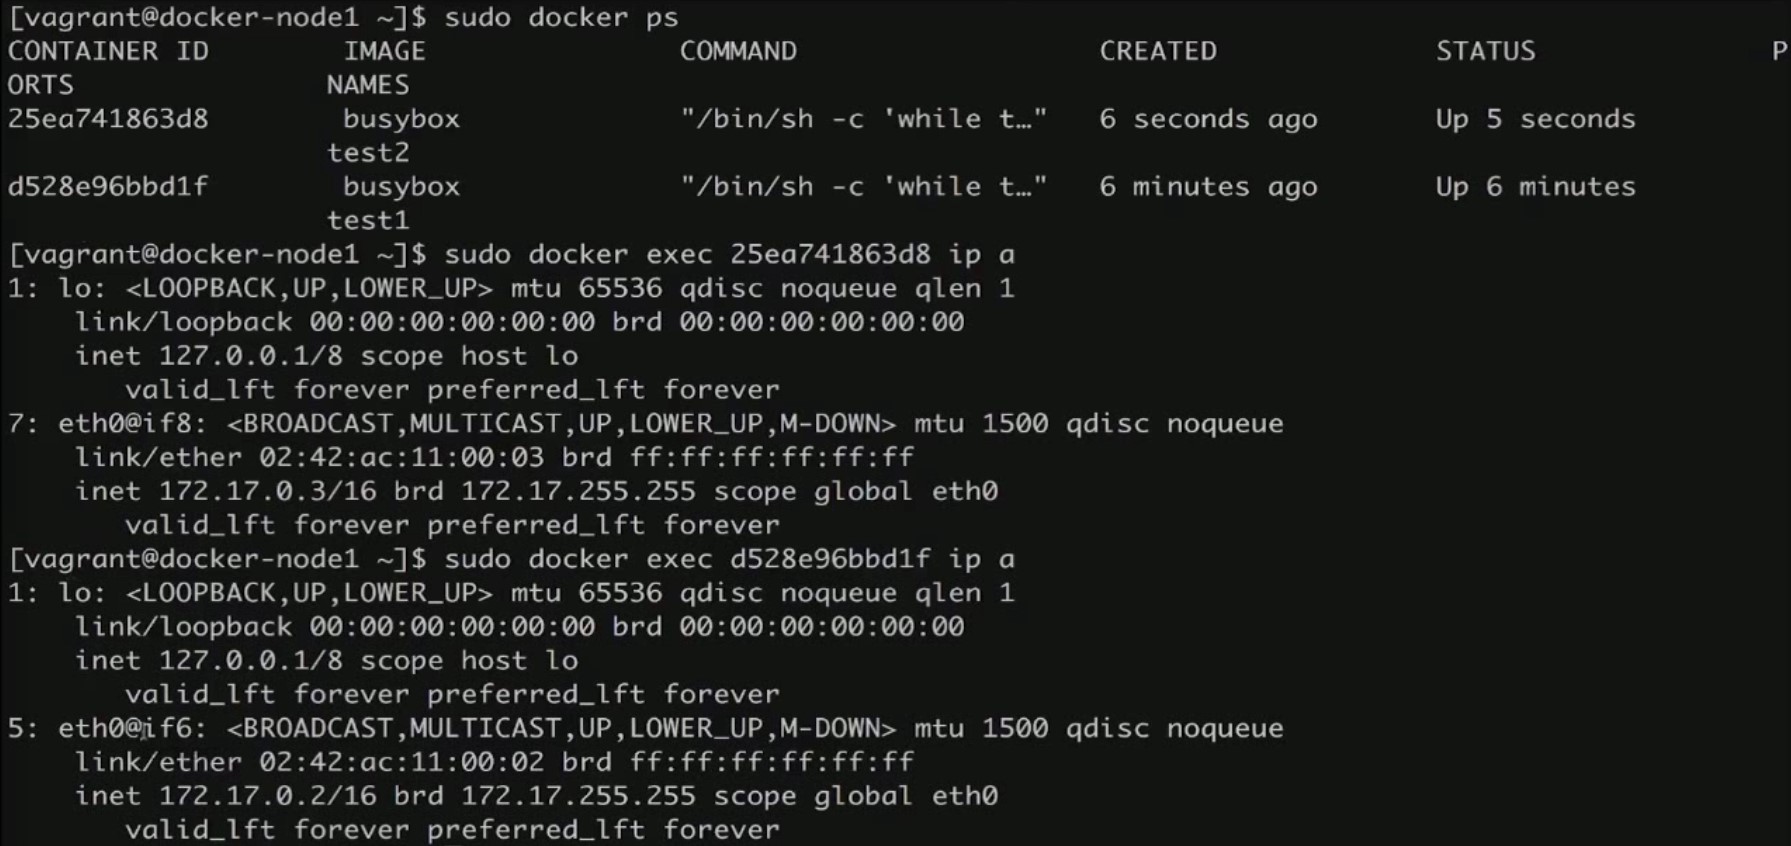 [vagrant@docker-node1 ~]$ sudo docker ps
CONTAINER ID        IMAGE               COMMAND                  CREATED             STATUS              P
ORTS               NAMES
25ea741863d8        busybox             "/bin/sh -c 'while t…"   6 seconds ago       Up 5 seconds
                   test2
d528e96bbd1f        busybox             "/bin/sh -c 'while t…"   6 minutes ago       Up 6 minutes
                   test1
[vagrant@docker-node1 ~]$ sudo docker exec 25ea741863d8 ip a
1: lo: <LOOPBACK,UP,LOWER_UP> mtu 65536 qdisc noqueue qlen 1
    link/loopback 00:00:00:00:00:00 brd 00:00:00:00:00:00
    inet 127.0.0.1/8 scope host lo
       valid_lft forever preferred_lft forever
7: eth0@if8: <BROADCAST,MULTICAST,UP,LOWER_UP,M-DOWN> mtu 1500 qdisc noqueue
    link/ether 02:42:ac:11:00:03 brd ff:ff:ff:ff:ff:ff
    inet 172.17.0.3/16 brd 172.17.255.255 scope global eth0
       valid_lft forever preferred_lft forever
[vagrant@docker-node1 ~]$ sudo docker exec d528e96bbd1f ip a
1: lo: <LOOPBACK,UP,LOWER_UP> mtu 65536 qdisc noqueue qlen 1
    link/loopback 00:00:00:00:00:00 brd 00:00:00:00:00:00
    inet 127.0.0.1/8 scope host lo
       valid_lft forever preferred_lft forever
5: eth0@if6: <BROADCAST,MULTICAST,UP,LOWER_UP,M-DOWN> mtu 1500 qdisc noqueue
    link/ether 02:42:ac:11:00:02 brd ff:ff:ff:ff:ff:ff
    inet 172.17.0.2/16 brd 172.17.255.255 scope global eth0
       valid_lft forever preferred_lft forever